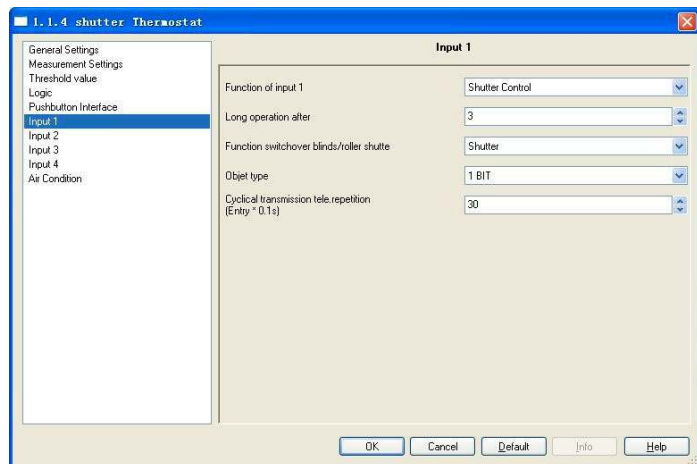 1.1.4 shutter Thermostat
General Settings
Measurement Settings
Threshold value
Logic
Pushbutton Interface
Input 1
Input 2
Input 3
Input 4
Air Condition
Input 1
Function of input 1
Shutter Control
Long operation after
3
Function switchover blinds/roller shutte
Shutter
Objet type
1 BIT
Cyclical transmission tele.repetition
(Entry * 0.1s)
30
OK
Cancel
Default
Info
Help